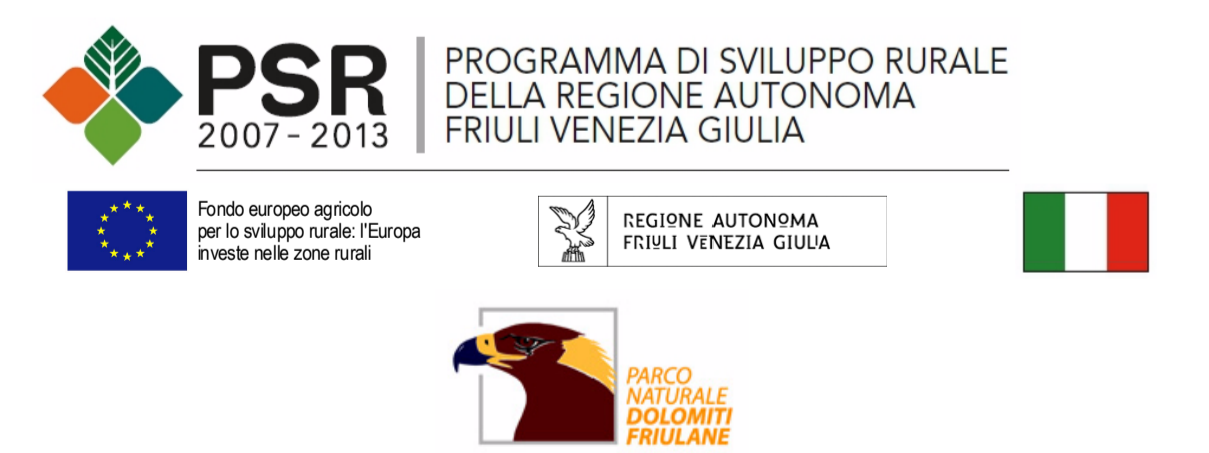 PSR
2007 - 2013
PROGRAMMA DI SVILUPPO RURALE
DELLA REGIONE AUTONOMA
FRIULI VENEZIA GIULIA
Fondo europeo agricolo
per lo sviluppo rurale: l'Europa
investe nelle zone rurali
REGIONE AUTONOMA
FRIULI VENEZIA GIULIA
PARCO
NATURALE
DOLOMITI
FRIULANE